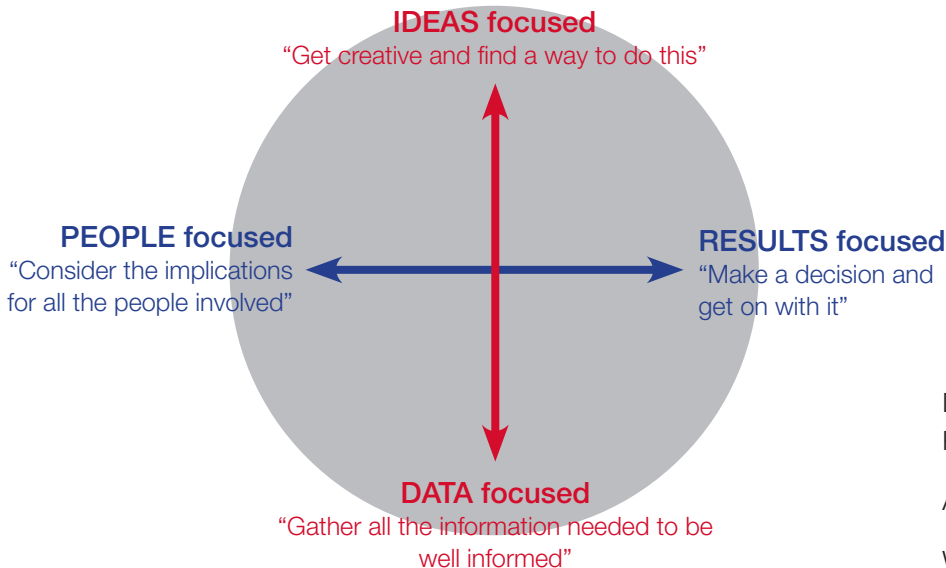 IDEAS focused
“Get creative and find a way to do this”
PEOPLE focused
“Consider the implications
for all the people involved”
RESULTS focused
“Make a decision and
get on with it”
DATA focused
“Gather all the information needed to be
well informed”